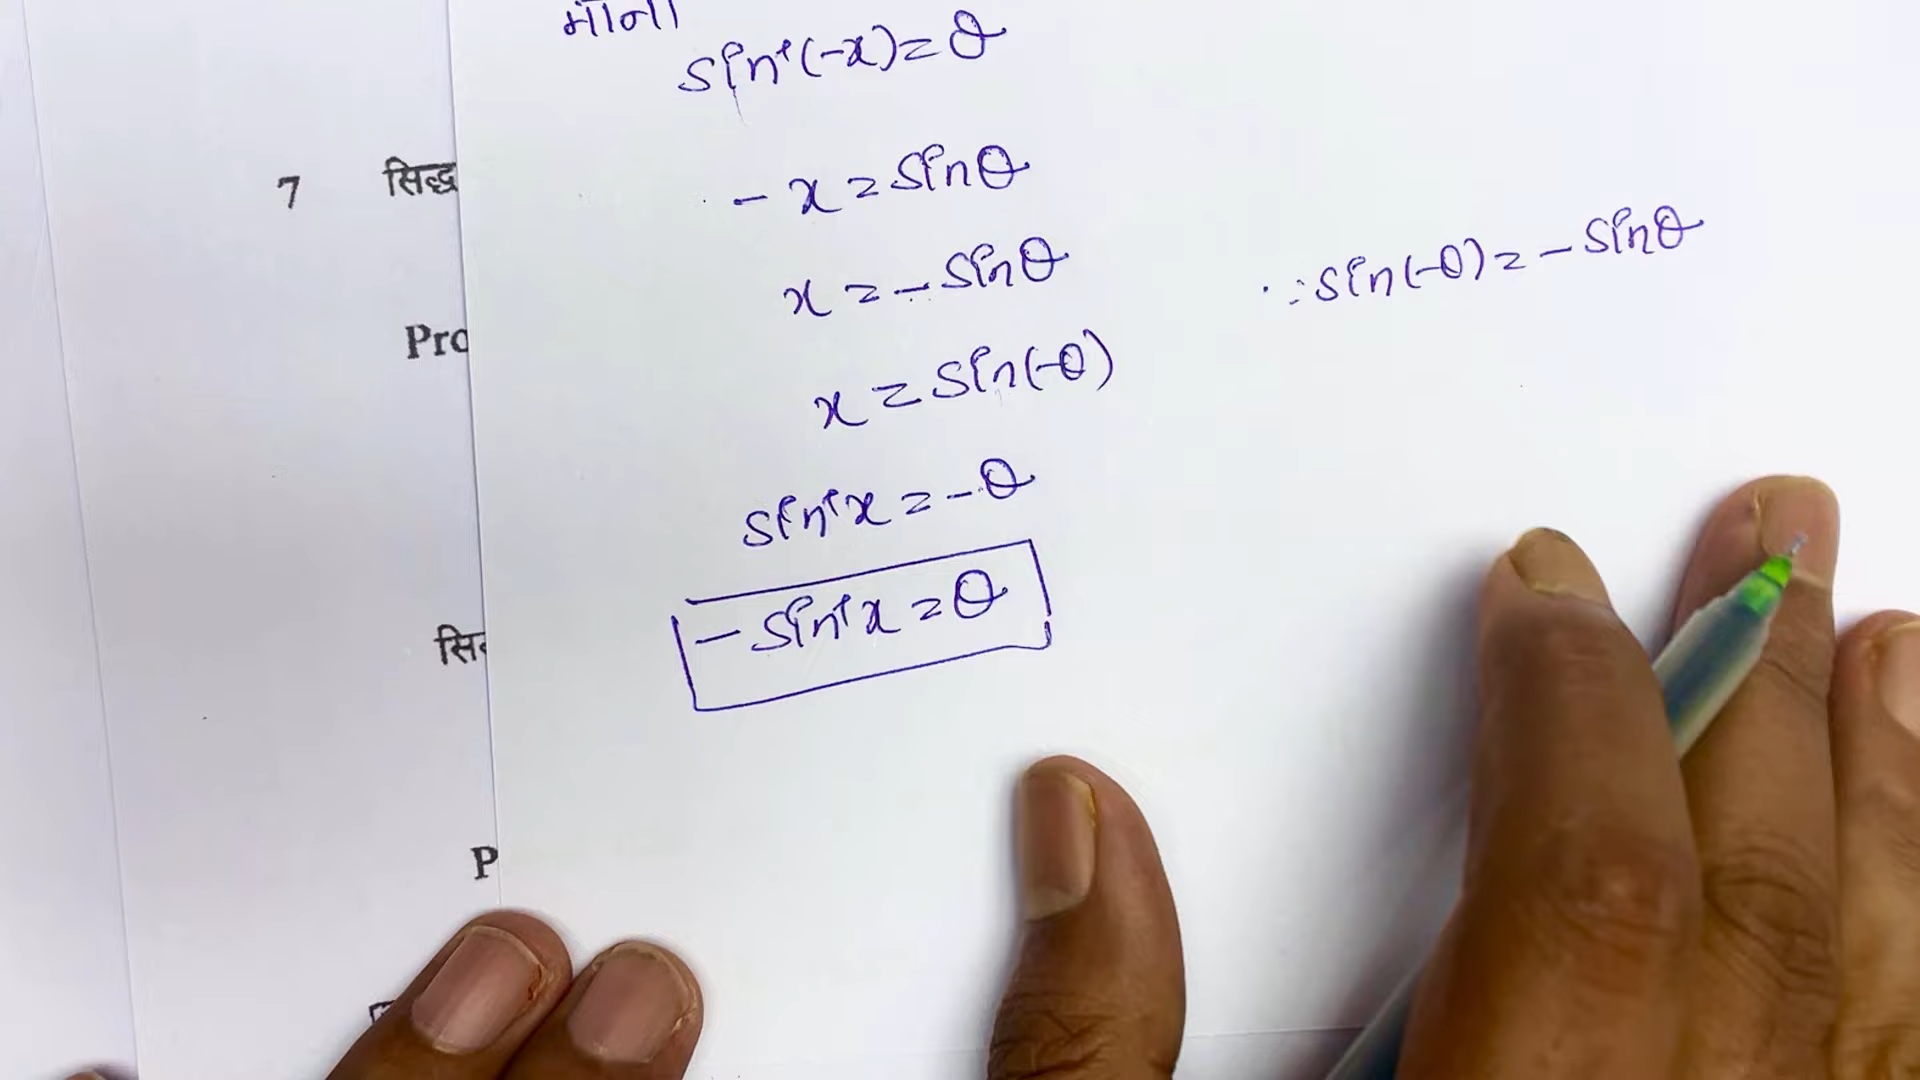 माना
sin⁻¹(-x) = θ
- x = sinθ
x = - sinθ
∵ sin(-θ) = - sinθ
x = sin(-θ)
sin⁻¹x = - θ
- sin⁻¹x = θ
7 सिद्ध
Pro
सि
P